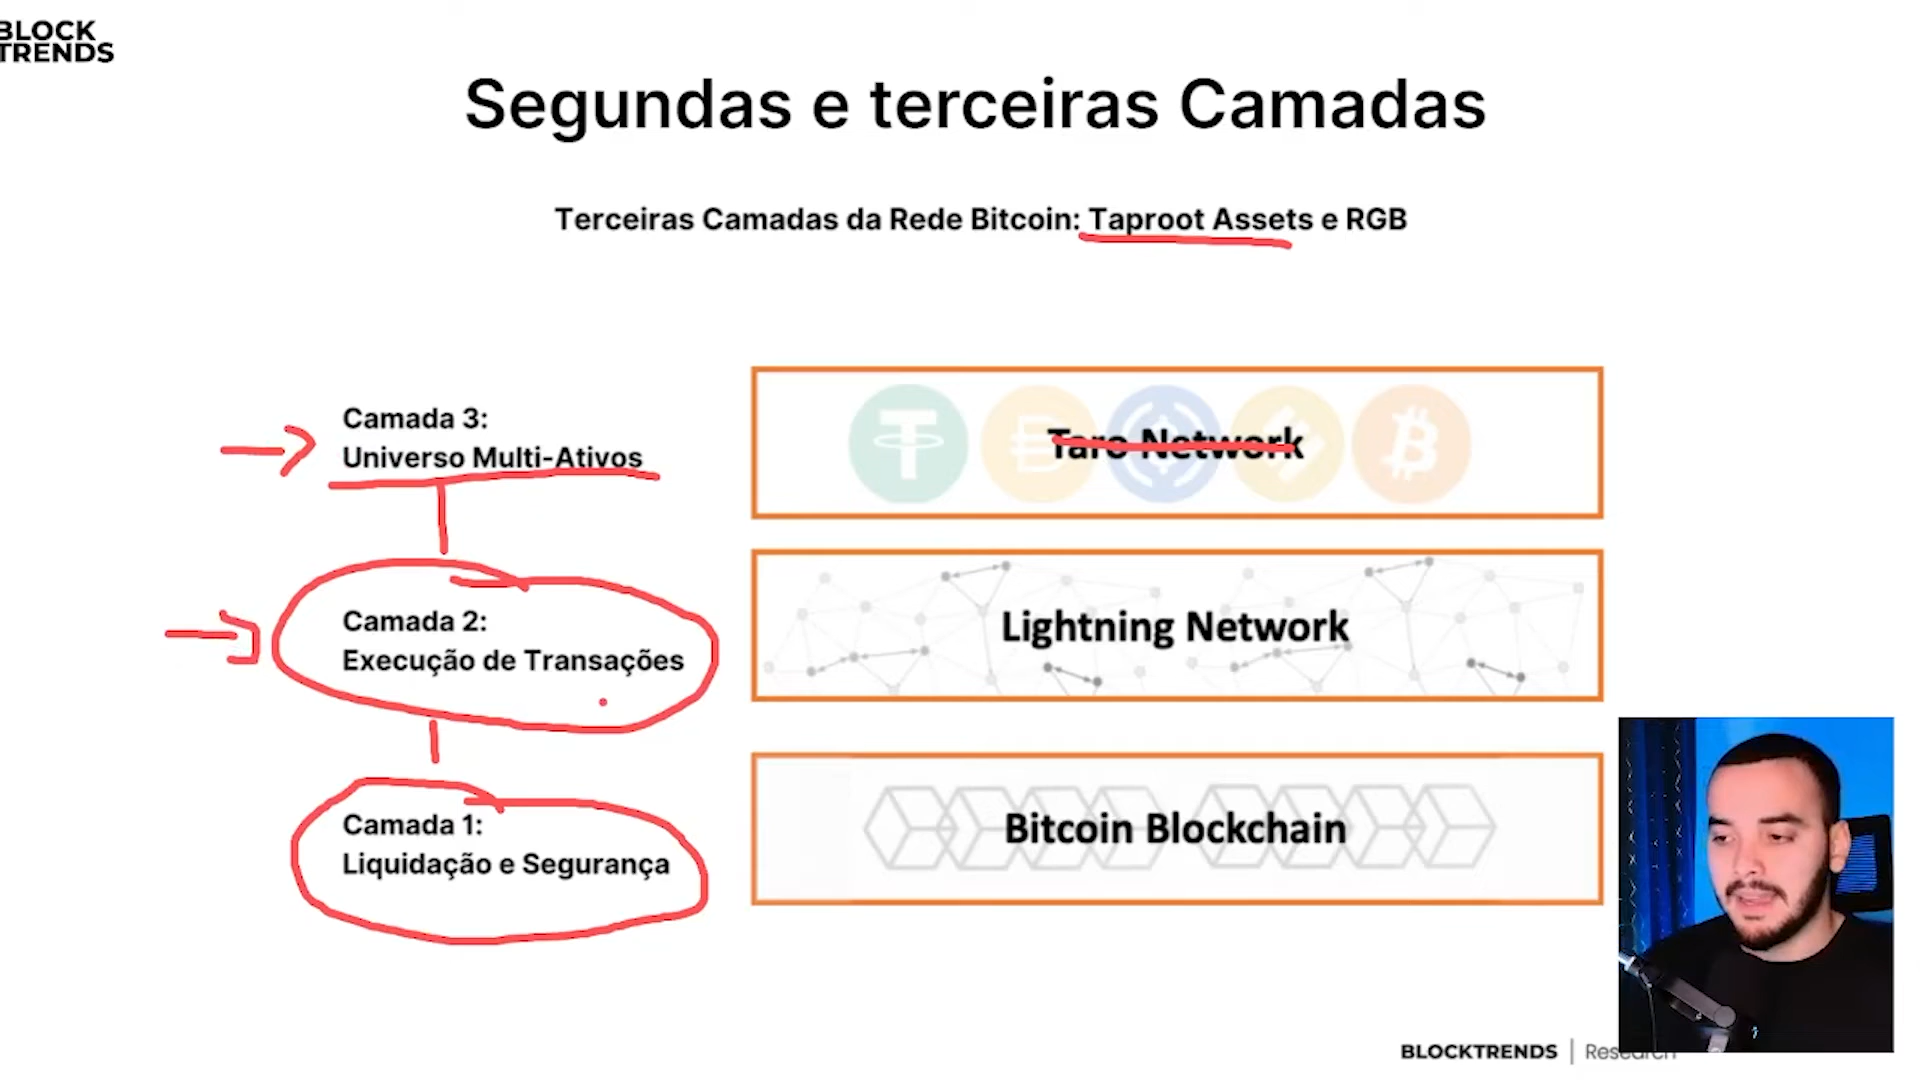 BLOCK
TRENDS
Segundas e terceiras Camadas
Terceiras Camadas da Rede Bitcoin: Taproot Assets e RGB
Camada 3:
Universo Multi-Ativos
Taro Network
Camada 2:
Execução de Transações
Lightning Network
Camada 1:
Liquidação e Segurança
Bitcoin Blockchain
BLOCKTRENDS | Research